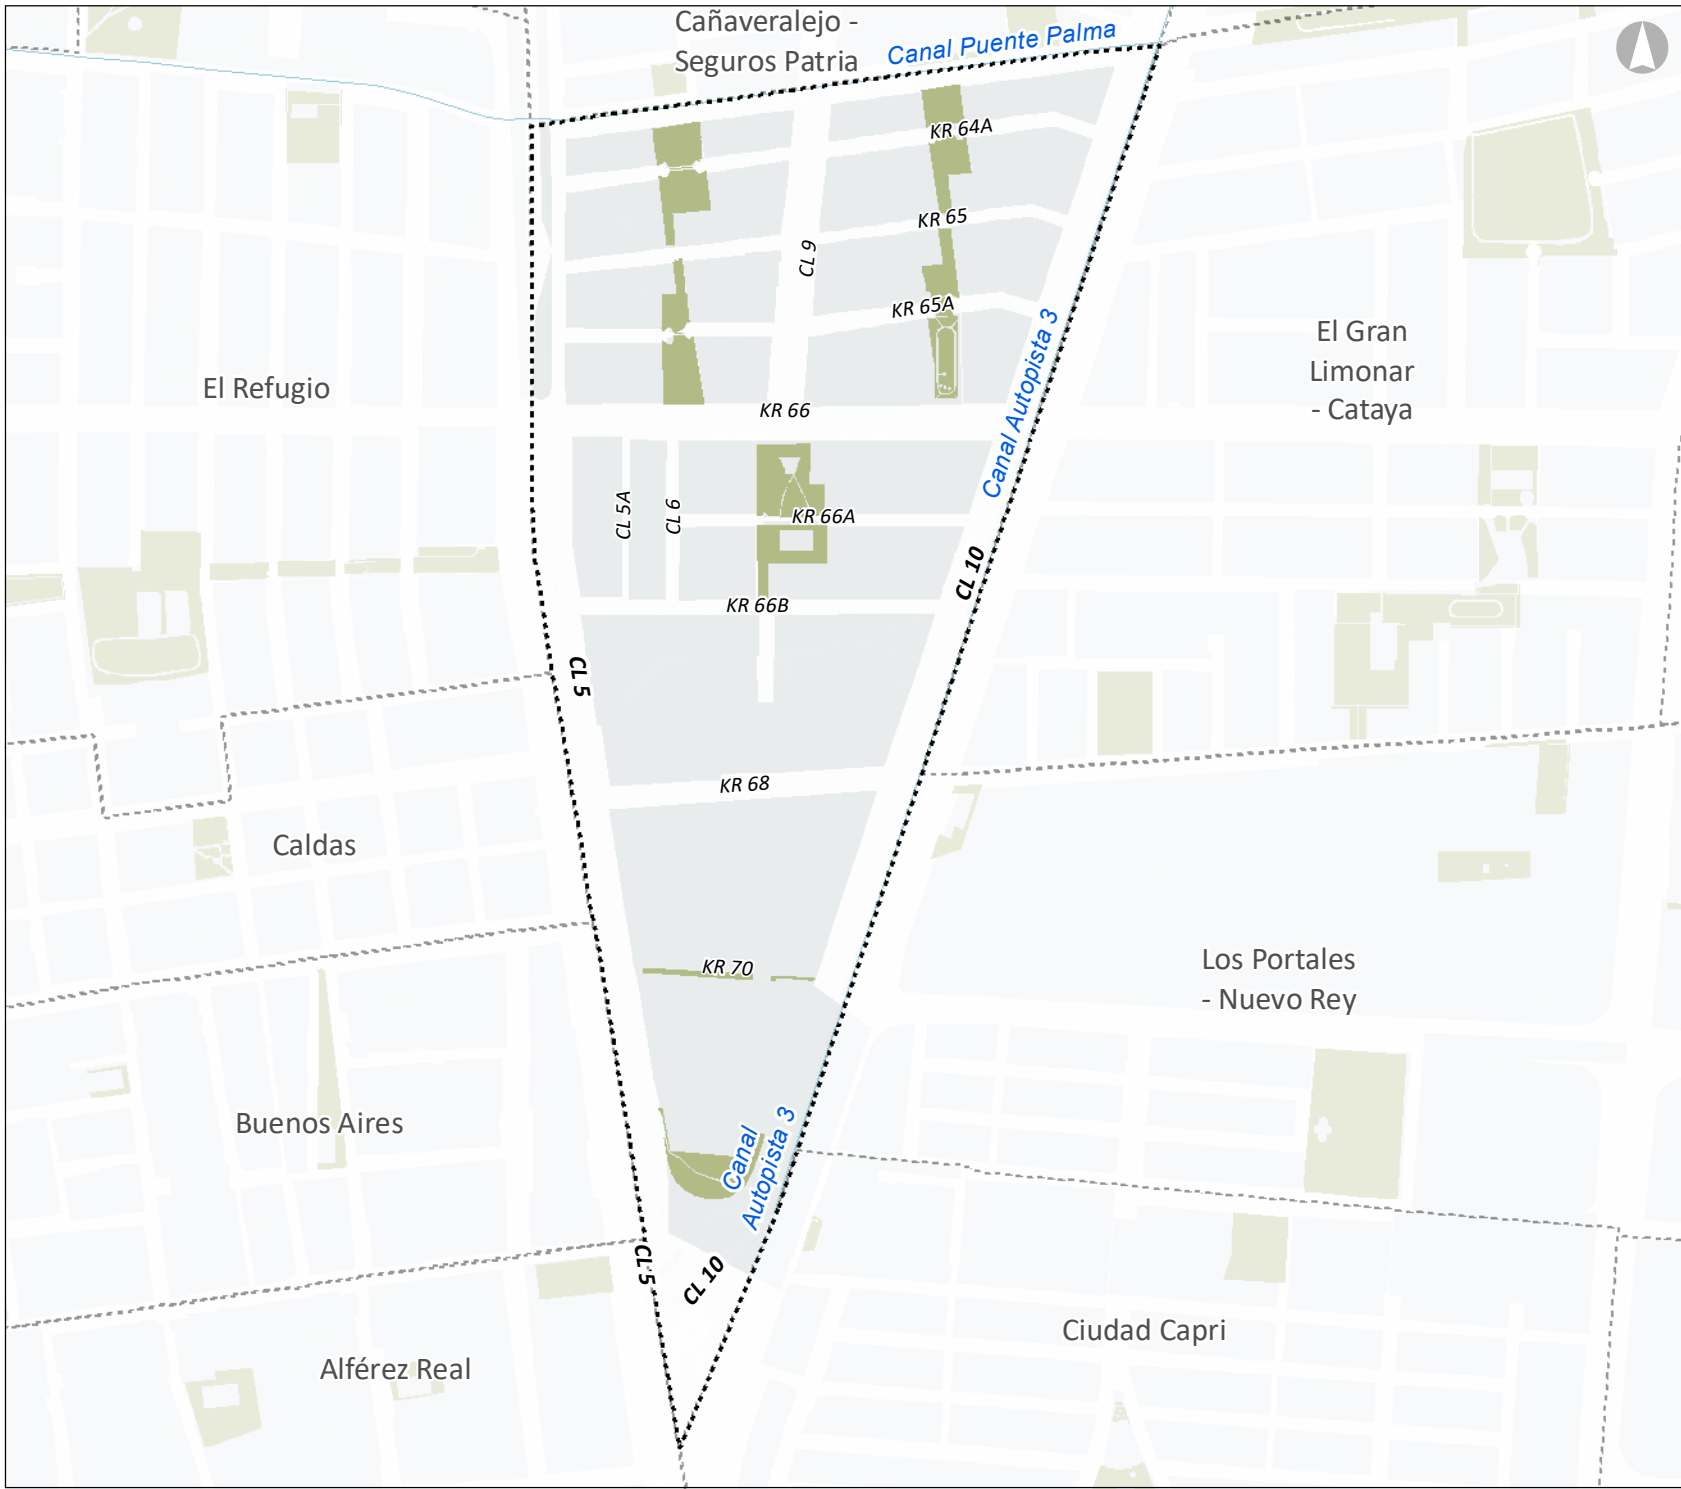 Cañaveralejo -
Seguros Patria
Canal Puente Palma
KR 64A
KR 65
CL 9
KR 65A
Canal Autopista 3
El Gran
Limonar
- Cataya
El Refugio
KR 66
CL 5A
CL 6
KR 66A
CL 10
KR 66B
CL 5
KR 68
Caldas
KR 70
Los Portales
- Nuevo Rey
Buenos Aires
Canal
Autopista 3
CL 5
CL 10
Ciudad Capri
Alférez Real